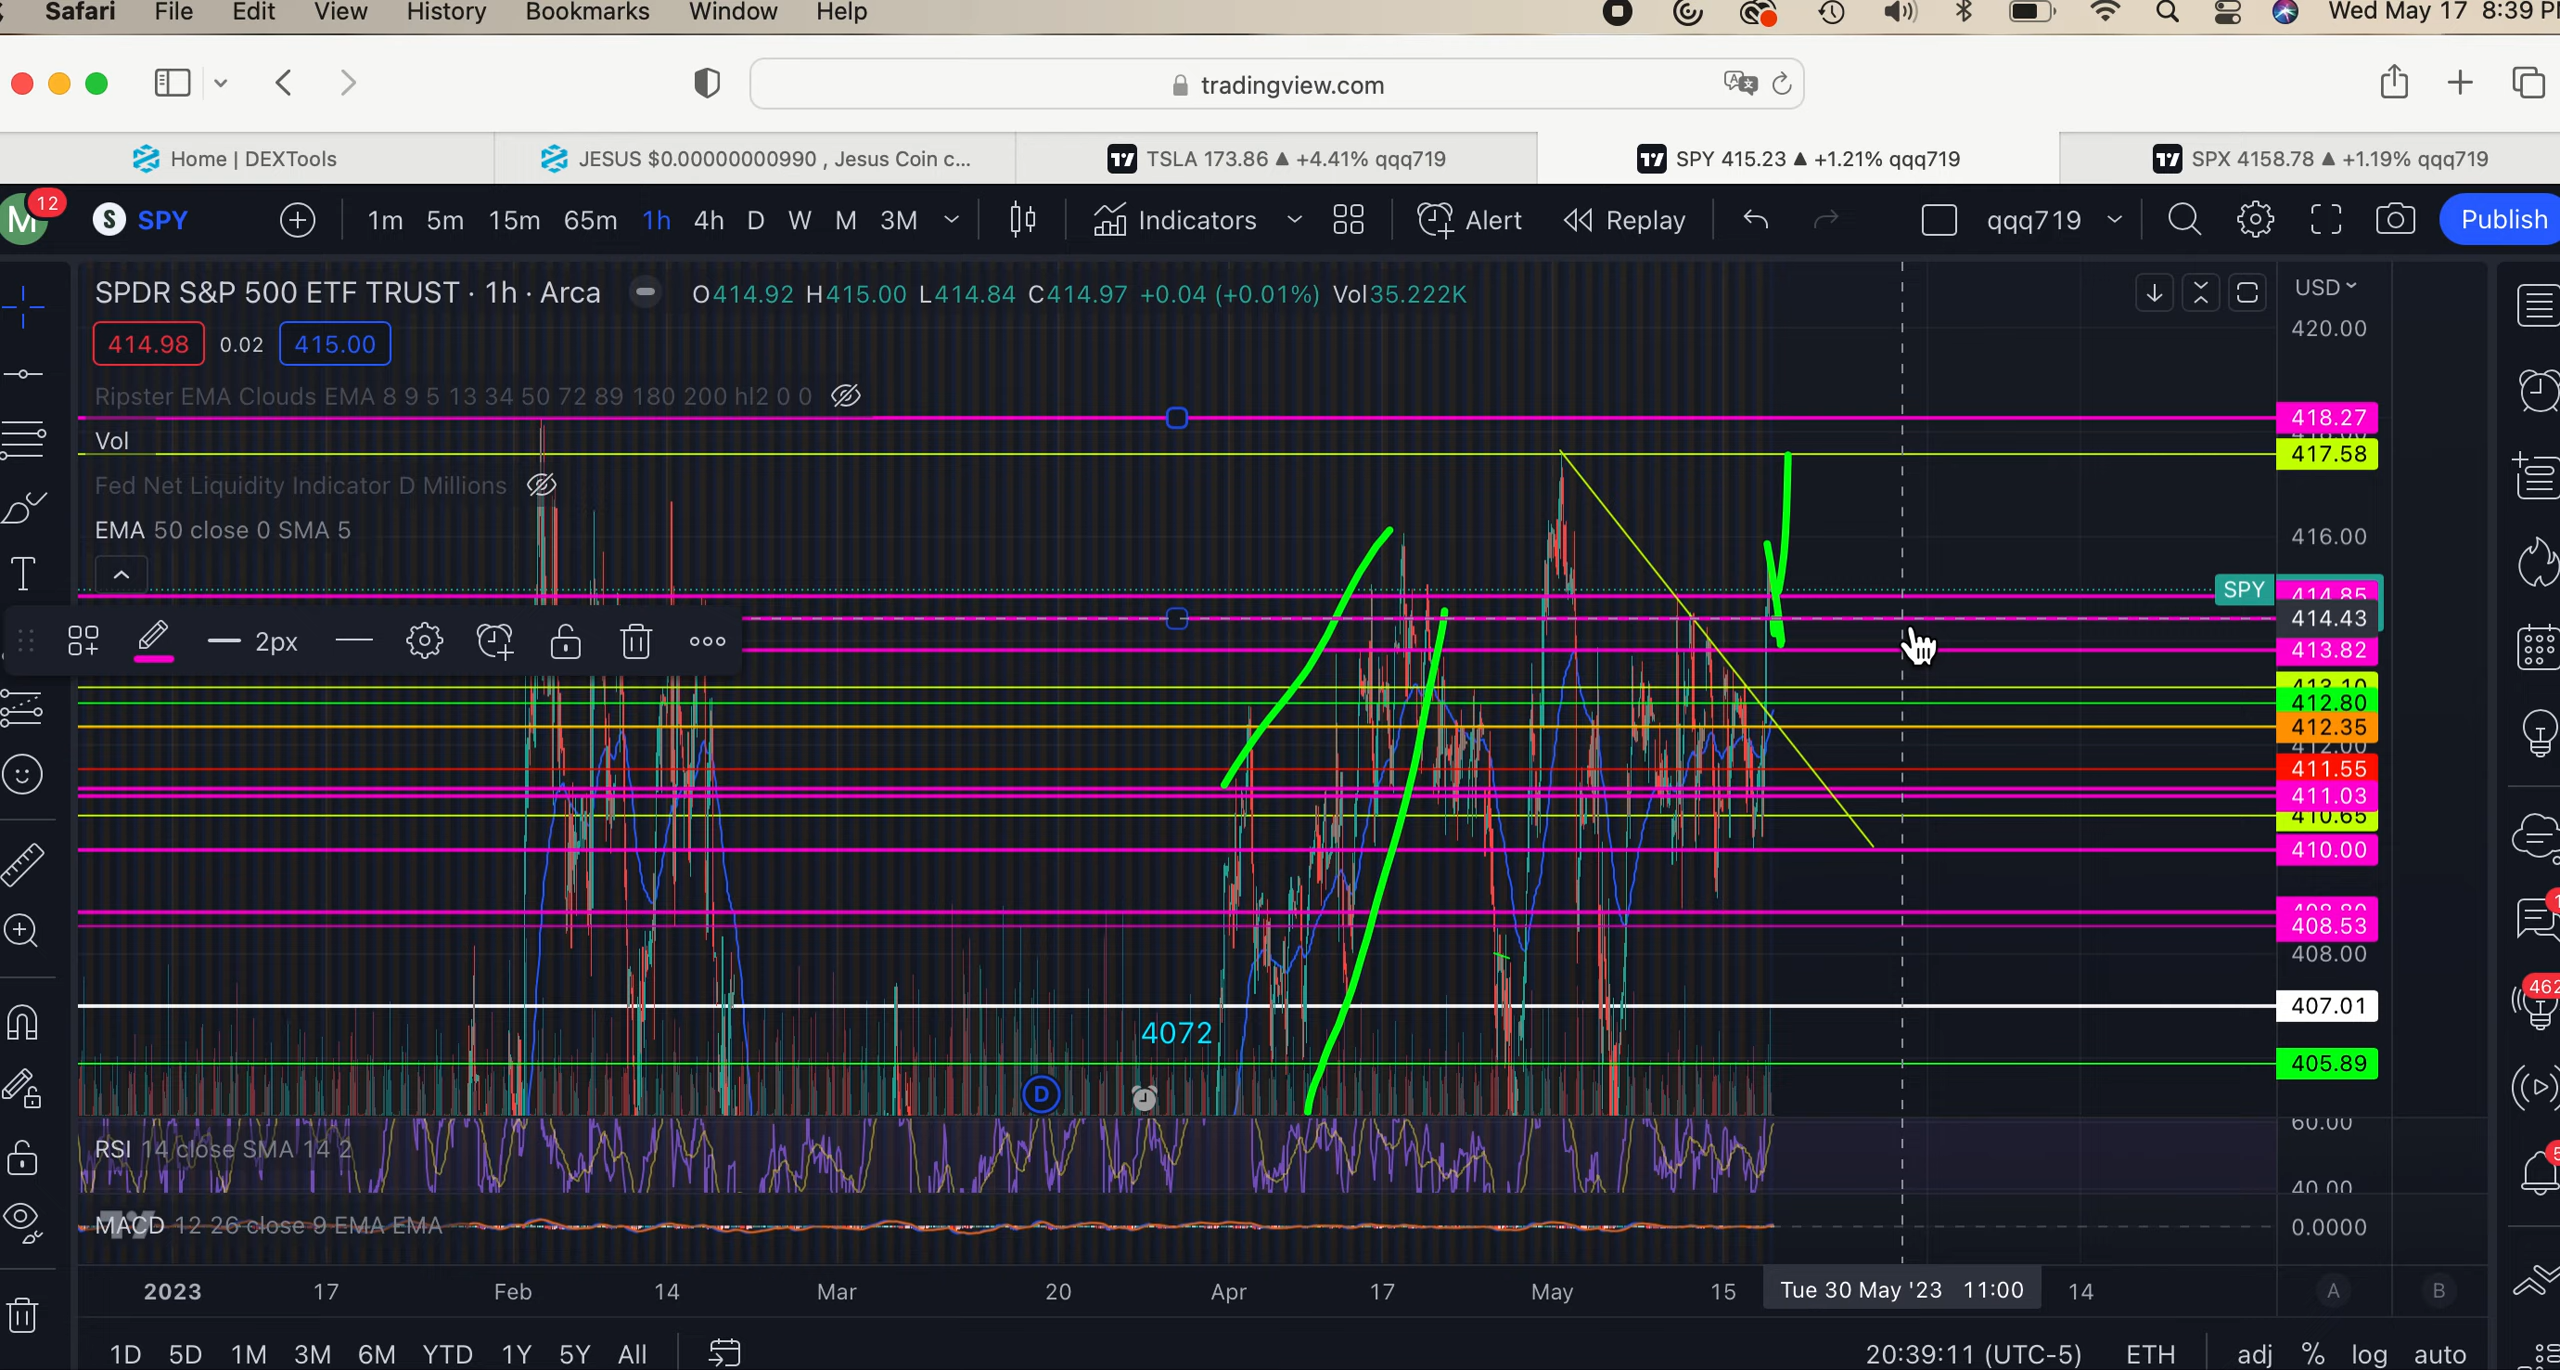 Safari File Edit View History Bookmarks Window Help Wed May 17 8:39
tradingview.com
Home | DEXTools JESUS $0.00000000990 , Jesus Coin c... TSLA 173.86 ▲ +4.41% qqq719 SPY 415.23 ▲ +1.21% qqq719 SPX 4158.78 ▲ +1.19% qqq719
M 12 S SPY 1m 5m 15m 65m 1h 4h D W M 3M Indicators Alert Replay qqq719 Publish
SPDR S&P 500 ETF TRUST · 1h · Arca O414.92 H415.00 L414.84 C414.97 +0.04 (+0.01%) Vol35.222K USD
420.00
414.98 0.02 415.00
Ripster EMA Clouds EMA 8 9 5 13 34 50 72 89 180 200 hl2 0 0
418.27
Vol
417.58
Fed Net Liquidity Indicator D Millions
EMA 50 close 0 SMA 5
416.00
SPY 414.85
414.43
2px
413.82
413.10
412.80
412.35
412.00
411.55
411.03
410.65
410.00
408.80
408.53
408.00
407.01
4072
405.89
D
60.00
RSI 14 close SMA 14 2
40.00
MACD 12 26 close 9 EMA EMA
0.0000
2023 17 Feb 14 Mar 20 Apr 17 May 15 Tue 30 May '23 11:00 14 A B
1D 5D 1M 3M 6M YTD 1Y 5Y All 20:39:11 (UTC-5) ETH adj % log auto